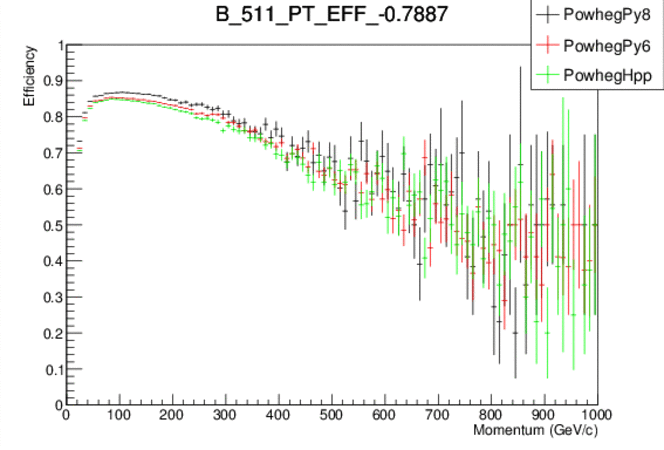 B_511_PT_EFF_-0.7887
PowhegPy8
PowhegPy6
PowhegHpp
Efficiency
1
0.9
0.8
0.7
0.6
0.5
0.4
0.3
0.2
0.1
0
0 100 200 300 400 500 600 700 800 900 1000
Momentum (GeV/c)